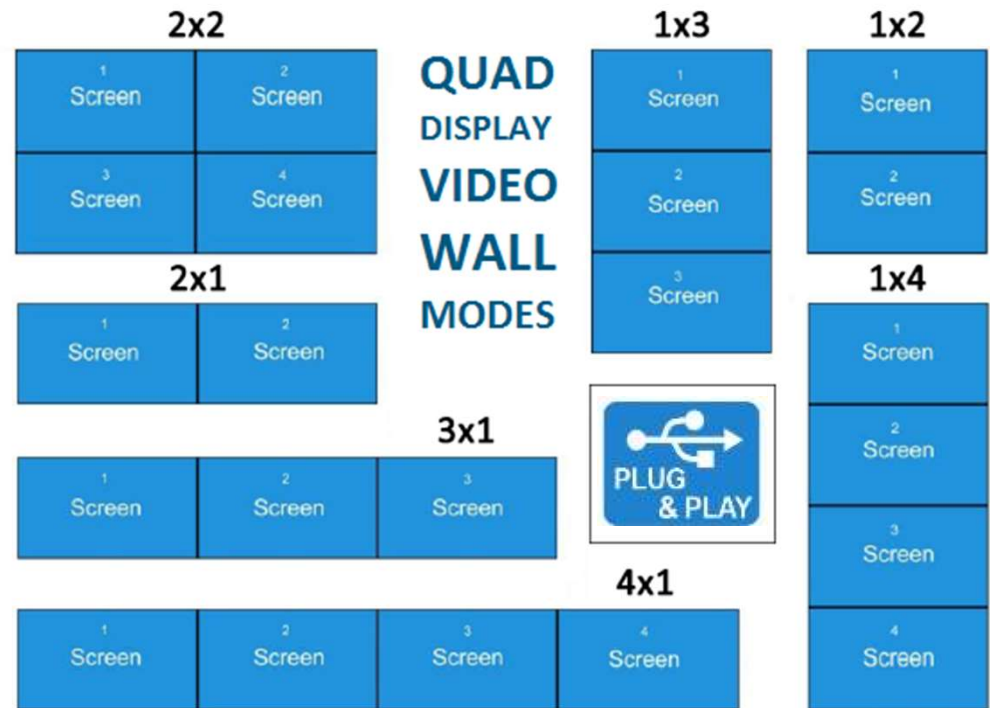 2x2
1 2
Screen Screen
3 4
Screen Screen
QUAD
DISPLAY
VIDEO
WALL
MODES
1x3
1
Screen
2
Screen
3
Screen
1x2
1
Screen
2
Screen
2x1
1 2
Screen Screen
3x1
1 2 3
Screen Screen Screen
PLUG
& PLAY
1x4
1
Screen
2
Screen
3
Screen
4
Screen
4x1
1 2 3 4
Screen Screen Screen Screen